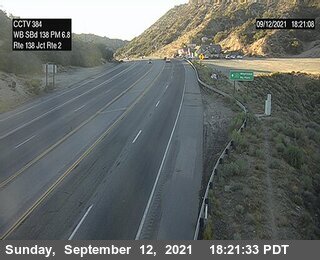 CCTV 384
WB SBd 138 PM 6.8
Rte 138 Jct Rte 2
09/12/2021 18:21:08
Sunday, September 12, 2021 18:21:33 PDT